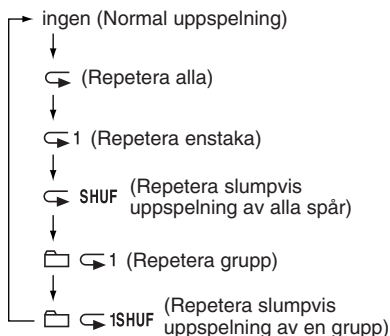 ingen (Normal uppspelning)
(Repetera alla)
1 (Repetera enstaka)
SHUF (Repetera slumpvis
uppspelning av alla spår)
1 (Repetera grupp)
1SHUF (Repetera slumpvis
uppspelning av en grupp)